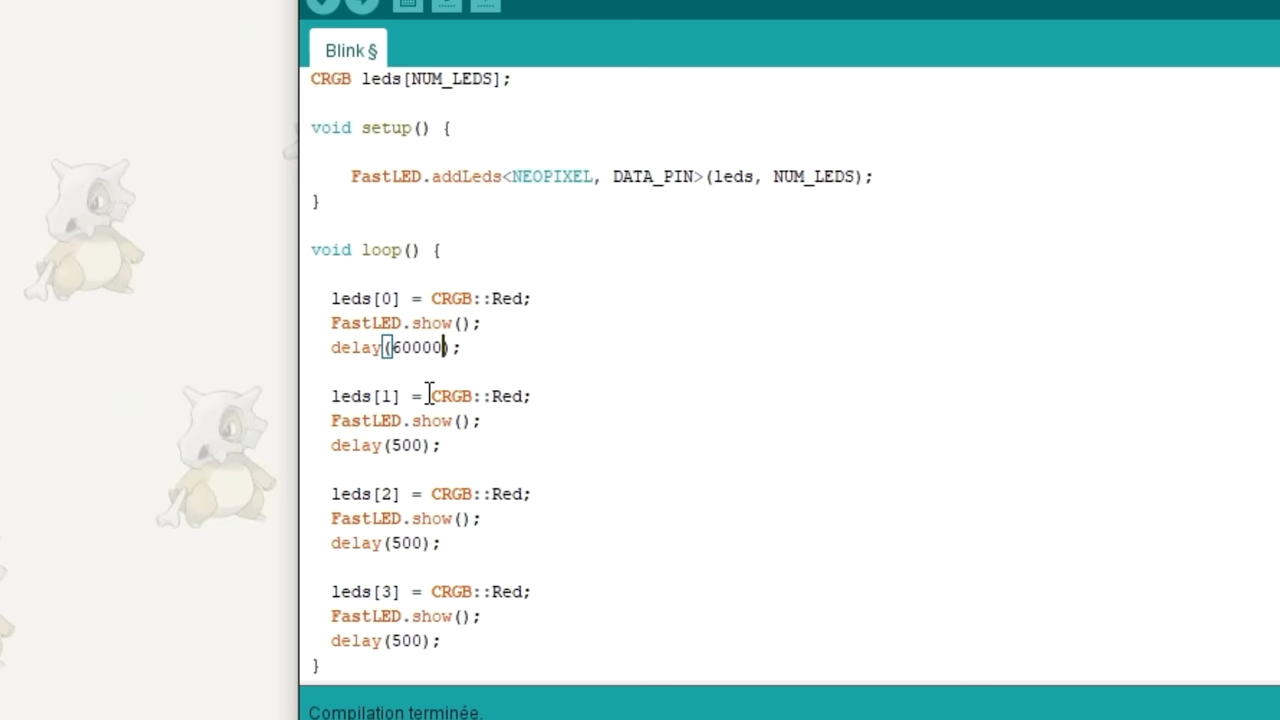 Blink §
CRGB leds[NUM_LEDS];
void setup() {
FastLED.addLeds<NEOPIXEL, DATA_PIN>(leds, NUM_LEDS);
}
void loop() {
leds[0] = CRGB::Red;
FastLED.show();
delay(60000);
leds[1] = CRGB::Red;
FastLED.show();
delay(500);
leds[2] = CRGB::Red;
FastLED.show();
delay(500);
leds[3] = CRGB::Red;
FastLED.show();
delay(500);
}
Compilation terminée.